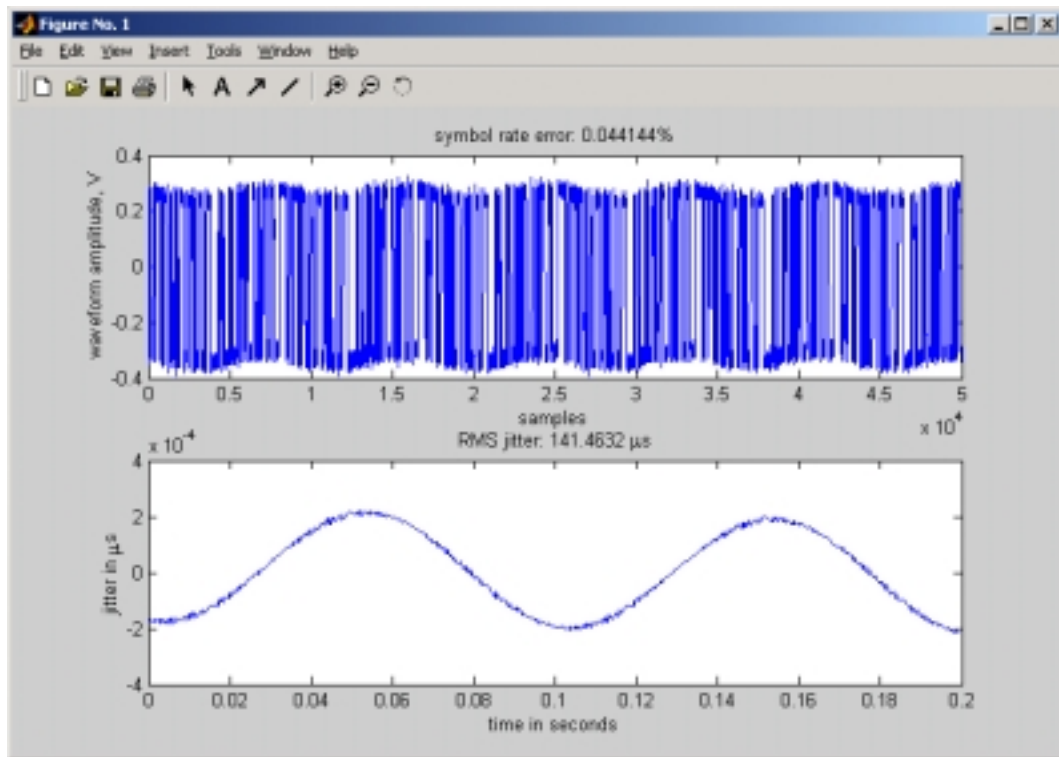 Figure No. 1
File Edit View Insert Tools Window Help
A
symbol rate error: 0.044144%
waveform amplitude, V
0.4
0.2
0
-0.2
-0.4
0 0.5 1 1.5 2 2.5 3 3.5 4 4.5 5
samples
x 10^4
RMS jitter: 141.4632 µs
x 10^-4
jitter in µs
4
2
0
-2
-4
0 0.02 0.04 0.06 0.08 0.1 0.12 0.14 0.16 0.18 0.2
time in seconds